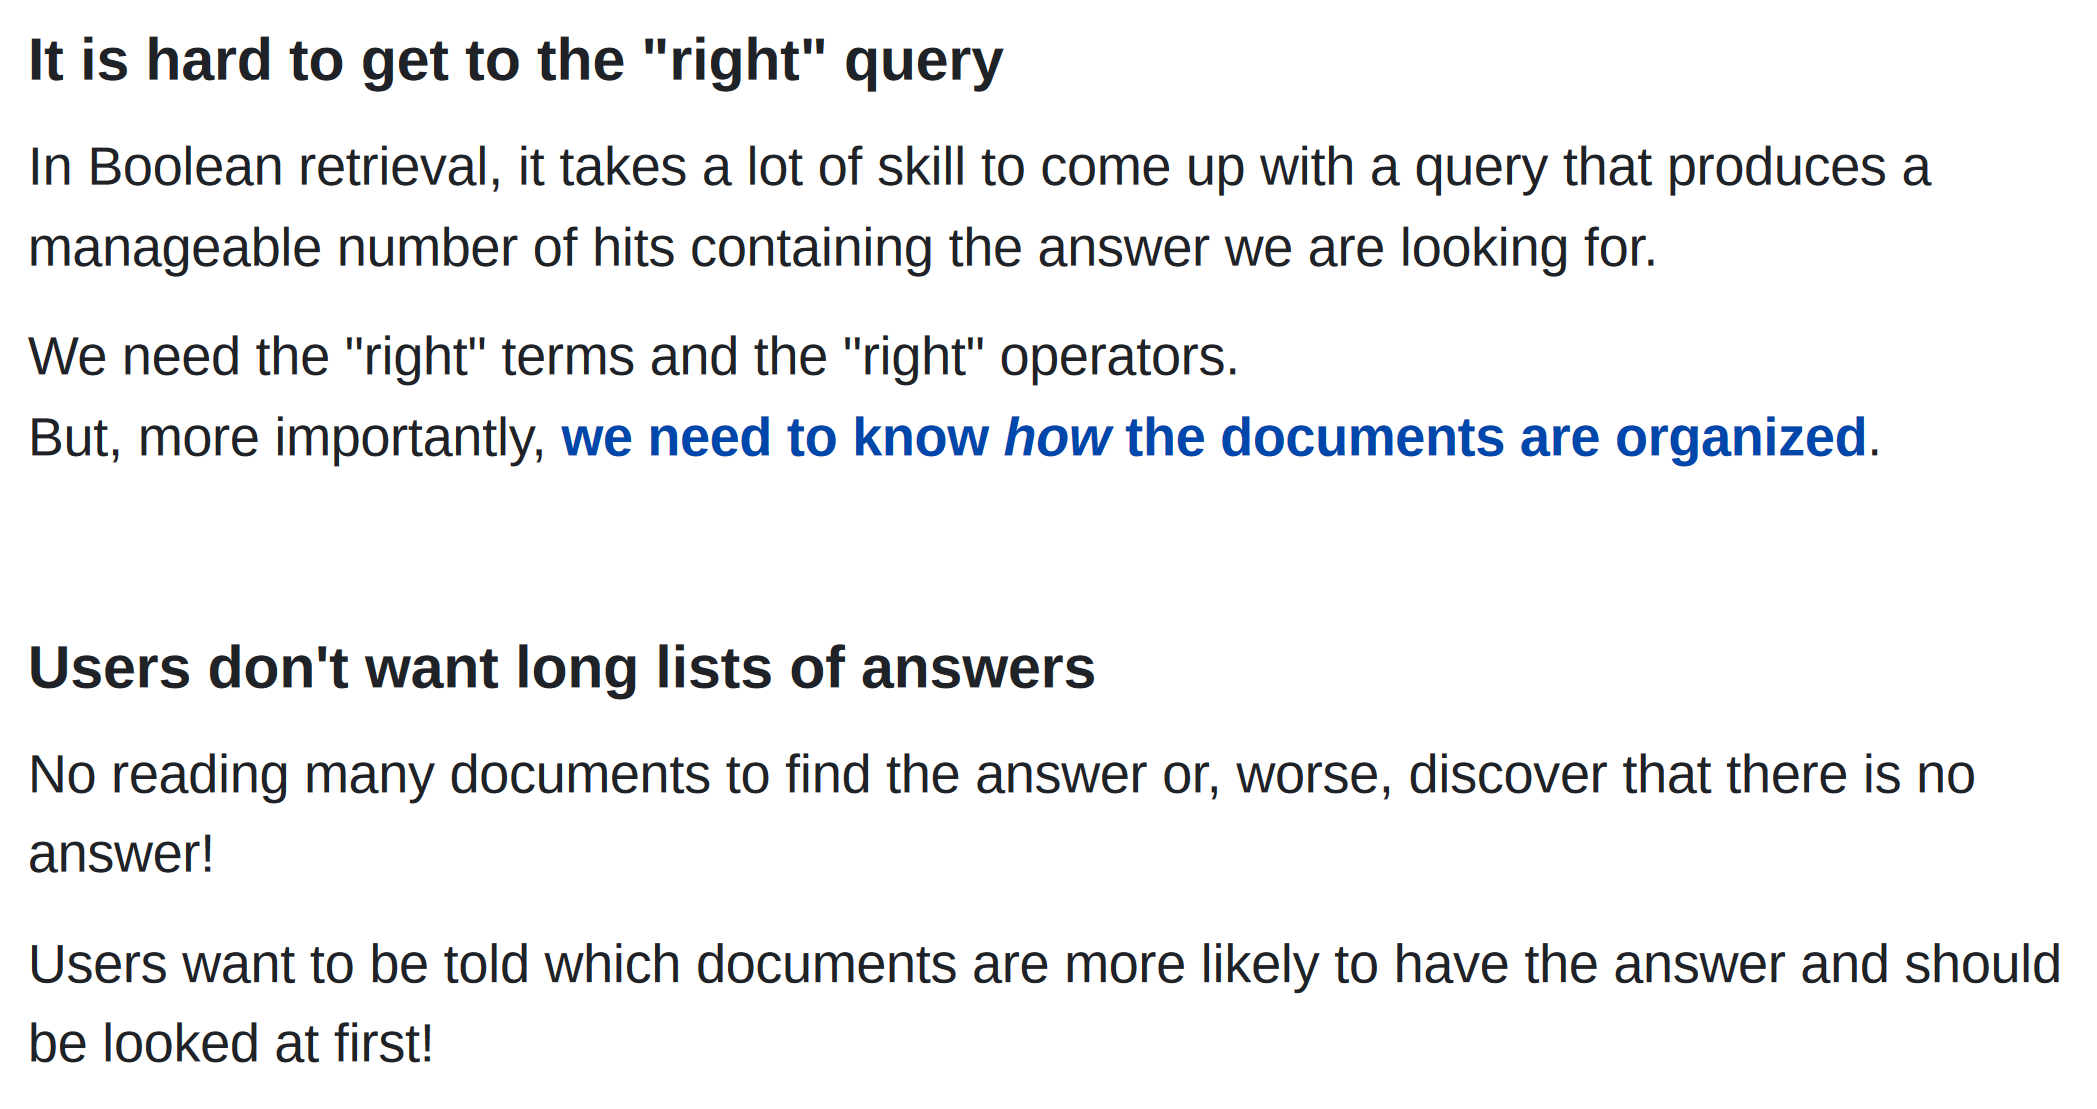 It is hard to get to the "right" query
In Boolean retrieval, it takes a lot of skill to come up with a query that produces a
manageable number of hits containing the answer we are looking for.
We need the "right" terms and the "right" operators.
But, more importantly, we need to know how the documents are organized.
Users don't want long lists of answers
No reading many documents to find the answer or, worse, discover that there is no
answer!
Users want to be told which documents are more likely to have the answer and should
be looked at first!